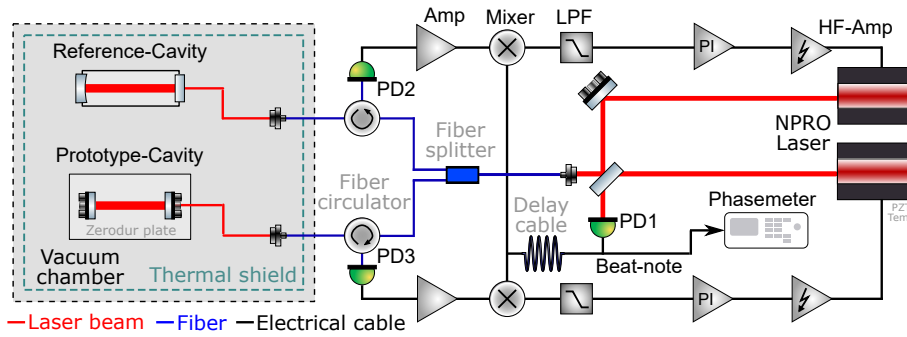 Amp
Mixer
LPF
HF-Amp
Reference-Cavity
PD2
PI
NPRO
Laser
Prototype-Cavity
Fiber
splitter
Fiber
circulator
Delay
cable
PD1
Phasemeter
PZT
Zerodur plate
PD3
Beat-note
Vacuum
chamber
Thermal shield
PI
Laser beam
Fiber
Electrical cable